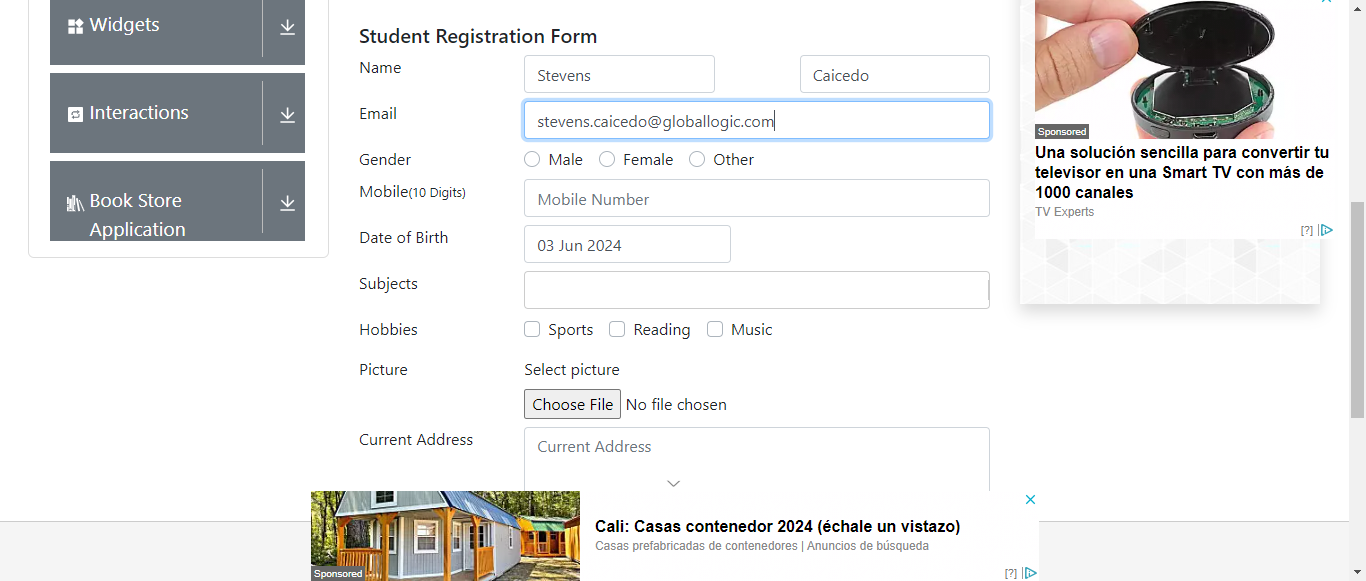 Widgets
Interactions
Book Store
Application
Student Registration Form
Name
Stevens
Caicedo
Email
stevens.caicedo@globallogic.com
Gender
Male
Female
Other
Mobile(10 Digits)
Mobile Number
Date of Birth
03 Jun 2024
Subjects
Hobbies
Sports
Reading
Music
Picture
Select picture
Choose File
No file chosen
Current Address
Current Address
Sponsored
Una solución sencilla para convertir tu
televisor en una Smart TV con más de
1000 canales
TV Experts
[?]
Sponsored
Cali: Casas contenedor 2024 (échale un vistazo)
Casas prefabricadas de contenedores | Anuncios de búsqueda
[?]